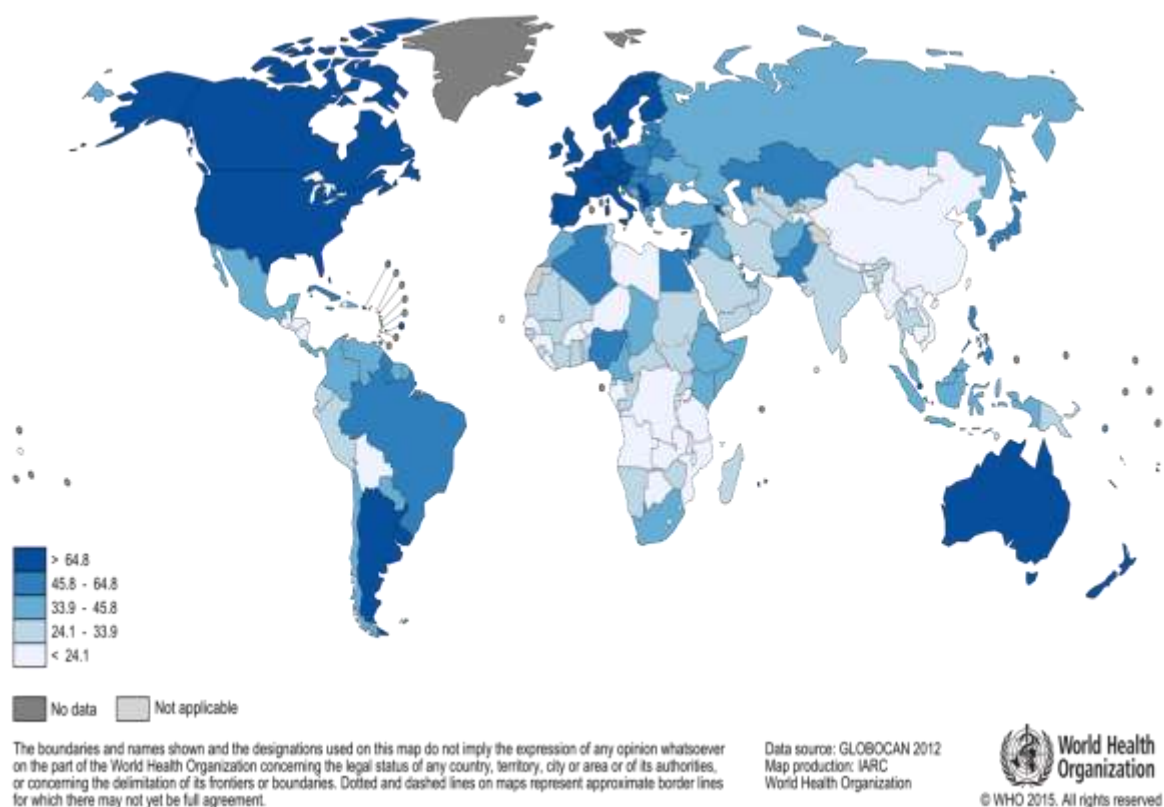 > 64.8
45.8 - 64.8
33.9 - 45.8
24.1 - 33.9
< 24.1
No data
Not applicable
The boundaries and names shown and the designations used on this map do not imply the expression of any opinion whatsoever
on the part of the World Health Organization concerning the legal status of any country, territory, city or area or of its authorities,
or concerning the delimitation of its frontiers or boundaries. Dotted and dashed lines on maps represent approximate border lines
for which there may not yet be full agreement.
Data source: GLOBOCAN 2012
Map production: IARC
World Health Organization
World Health
Organization
© WHO 2015. All rights reserved